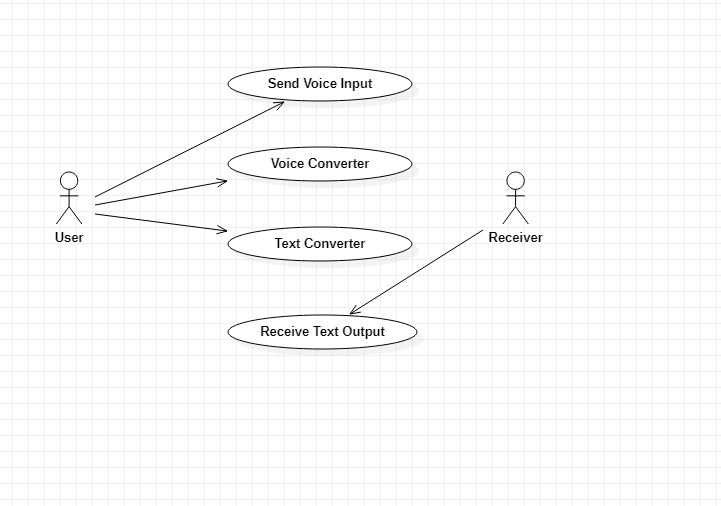 Send Voice Input
Voice Converter
User
Receiver
Text Converter
Receive Text Output